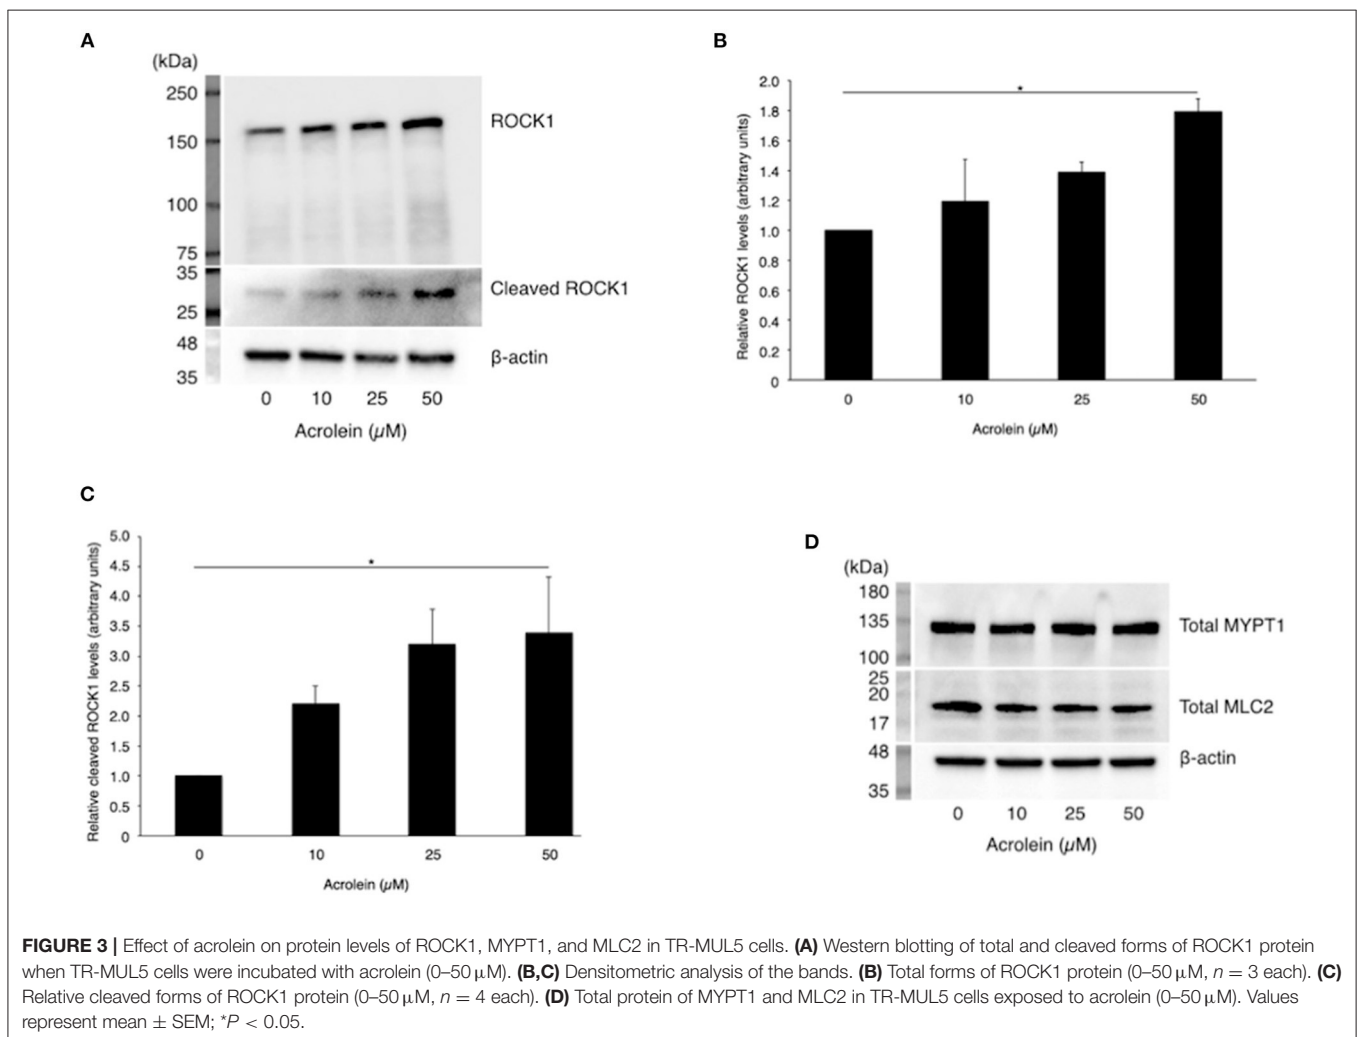 A
(kDa)
250
150
100
75
35
25
48
35
ROCK1
Cleaved ROCK1
β-actin
0 10 25 50
Acrolein (µM)
B
Relative ROCK1 levels (arbitrary units)
2.0
1.8
1.6
1.4
1.2
1.0
0.8
0.6
0.4
0.2
0
*
0 10 25 50
Acrolein (µM)
C
Relative cleaved ROCK1 levels (arbitrary units)
5.0
4.5
4.0
3.5
3.0
2.5
2.0
1.5
1.0
0.5
0
*
0 10 25 50
Acrolein (µM)
D
(kDa)
180
135
100
25
20
17
48
35
Total MYPT1
Total MLC2
β-actin
0 10 25 50
Acrolein (µM)
FIGURE 3 | Effect of acrolein on protein levels of ROCK1, MYPT1, and MLC2 in TR-MUL5 cells. (A) Western blotting of total and cleaved forms of ROCK1 protein
when TR-MUL5 cells were incubated with acrolein (0–50 µM). (B,C) Densitometric analysis of the bands. (B) Total forms of ROCK1 protein (0–50 µM, n = 3 each). (C)
Relative cleaved forms of ROCK1 protein (0–50 µM, n = 4 each). (D) Total protein of MYPT1 and MLC2 in TR-MUL5 cells exposed to acrolein (0–50 µM). Values
represent mean ± SEM; *P < 0.05.